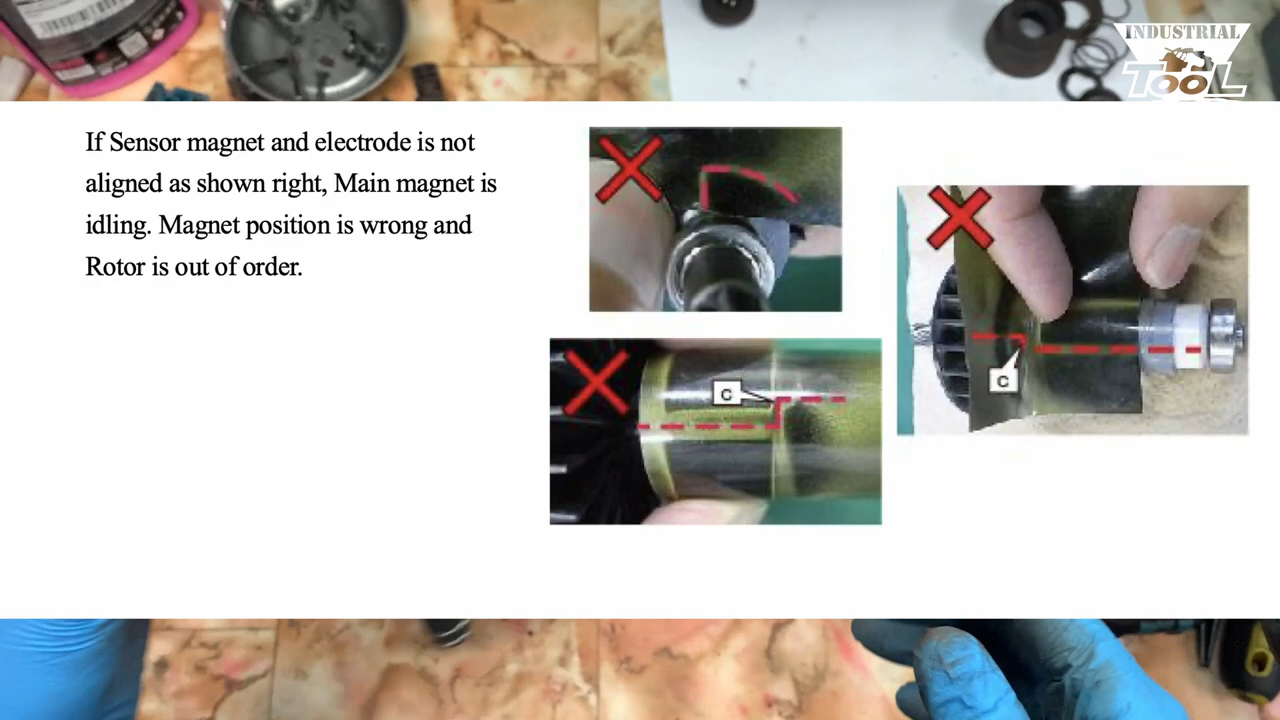 INDUSTRIAL
TOOL
If Sensor magnet and electrode is not
aligned as shown right, Main magnet is
idling. Magnet position is wrong and
Rotor is out of order.
C
C